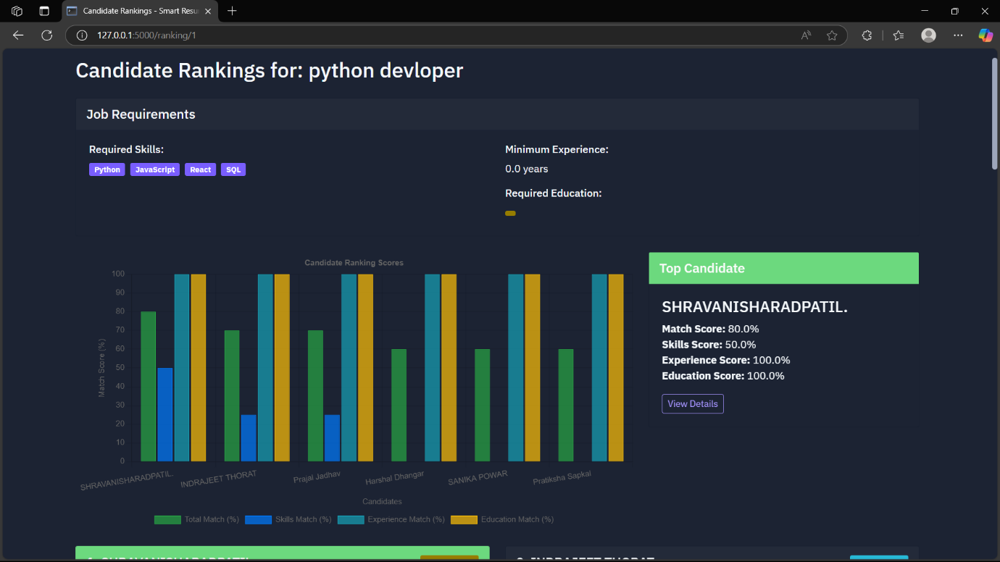 Candidate Rankings - Smart Resu
127.0.0.1:5000/ranking/1
Candidate Rankings for: python devloper
Job Requirements
Required Skills:
Python JavaScript React SQL
Minimum Experience:
0.0 years
Required Education:
Candidate Ranking Scores
100
90
80
70
60
50
40
30
20
10
0
Match Score (%)
SHRAVANISHARADPATIL.
INDRAJEET THORAT
Prajal Jadhav
Harshal Dhangar
SANIKA POWAR
Pratiksha Sapkal
Candidates
Total Match (%) Skills Match (%) Experience Match (%) Education Match (%)
Top Candidate
SHRAVANISHARADPATIL.
Match Score: 80.0%
Skills Score: 50.0%
Experience Score: 100.0%
Education Score: 100.0%
View Details